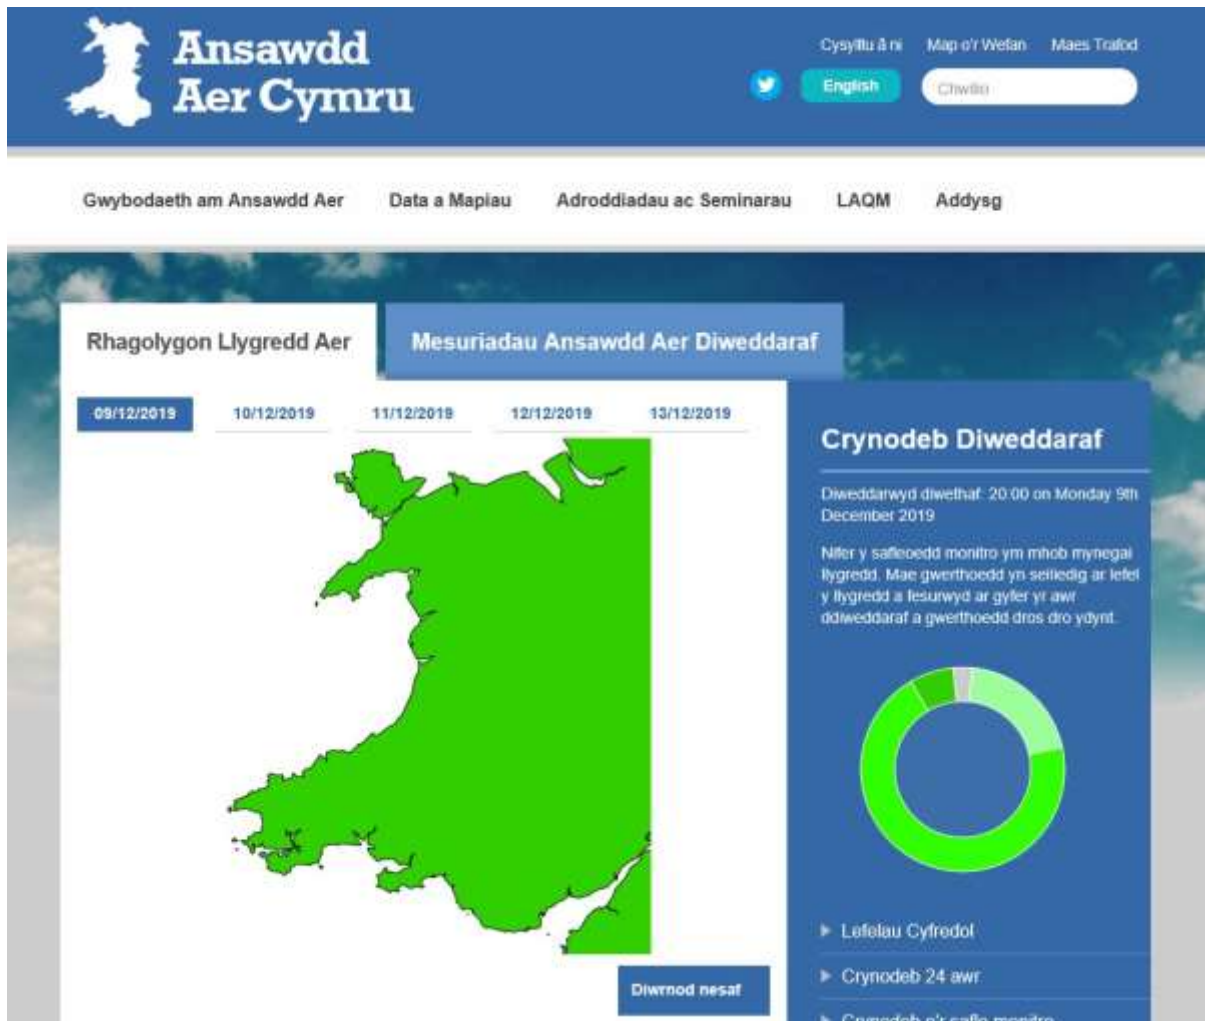 Ansawdd
Aer Cymru
Cysylltu â ni Map o'r Wefan Maes Trafod
English Chwilio
Gwybodaeth am Ansawdd Aer Data a Mapiau Adroddiadau ac Seminarau LAQM Addysg
Rhagolygon Llygredd Aer Mesuriadau Ansawdd Aer Diweddaraf
09/12/2019 10/12/2019 11/12/2019 12/12/2019 13/12/2019
Crynodeb Diweddaraf
Diweddarwyd diwethaf: 20:00 on Monday 9th
December 2019
Nifer y safleoedd monitro ym mhob mynegai
llygredd. Mae gwerthoedd yn seiliedig ar lefel
y llygredd a fesurwyd ar gyfer yr awr
ddiweddaraf a gwerthoedd dros dro ydynt.
Lefelau Cyfredol
Crynodeb 24 awr
Diwrnod nesaf
Crynodeb o'r safle monitro